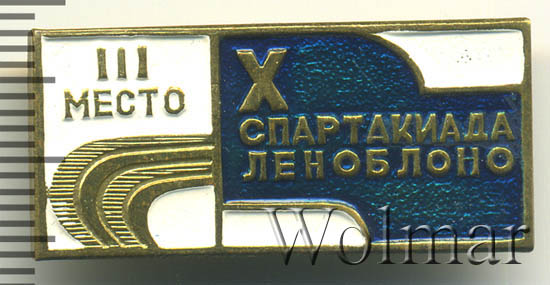 III
МЕСТО
X
СПАРТАКИАДА
ЛЕНОБЛОНО
Wolmar